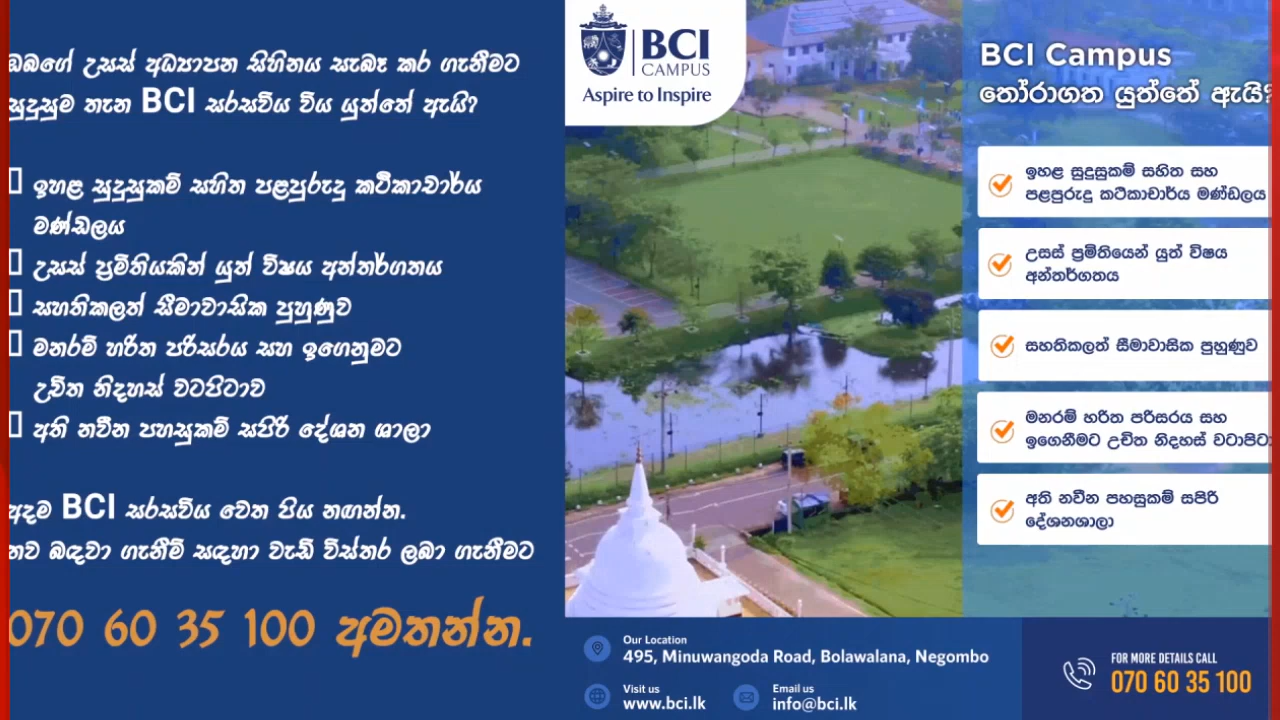 ඔබගේ උසස් අධ්‍යාපන සිහිනය සැබෑ කර ගැනීමට
සුදුසුම තැන BCI සරසවිය විය යුත්තේ ඇයි?
ඉහළ සුදුසුකම් සහිත පළපුරුදු කථිකාචාර්ය
මණ්ඩලය
උසස් ප්‍රමිතියකින් යුත් විෂය අන්තර්ගතය
සහතිකලත් සීමාවාසික පුහුණුව
මනරම් හරිත පරිසරය සහ ඉගෙනුමට
උචිත නිදහස් වටපිටාව
අති නවීන පහසුකම් සපිරි දේශන ශාලා
අදම BCI සරසවිය වෙත පිය නඟන්න.
නව බඳවා ගැනීම් සඳහා වැඩි විස්තර ලබා ගැනීමට
070 60 35 100 අමතන්න.
BCI
CAMPUS
Aspire to Inspire
BCI Campus
තෝරාගත යුත්තේ ඇයි?
ඉහළ සුදුසුකම් සහිත සහ
පළපුරුදු කථිකාචාර්ය මණ්ඩලය
උසස් ප්‍රමිතියෙන් යුත් විෂය
අන්තර්ගතය
සහතිකලත් සීමාවාසික පුහුණුව
මනරම් හරිත පරිසරය සහ
ඉගෙනීමට උචිත නිදහස් වටාපිටා
අති නවීන පහසුකම් සපිරි
දේශනශාලා
Our Location
495, Minuwangoda Road, Bolawalana, Negombo
Visit us
www.bci.lk
Email us
info@bci.lk
FOR MORE DETAILS CALL
070 60 35 100